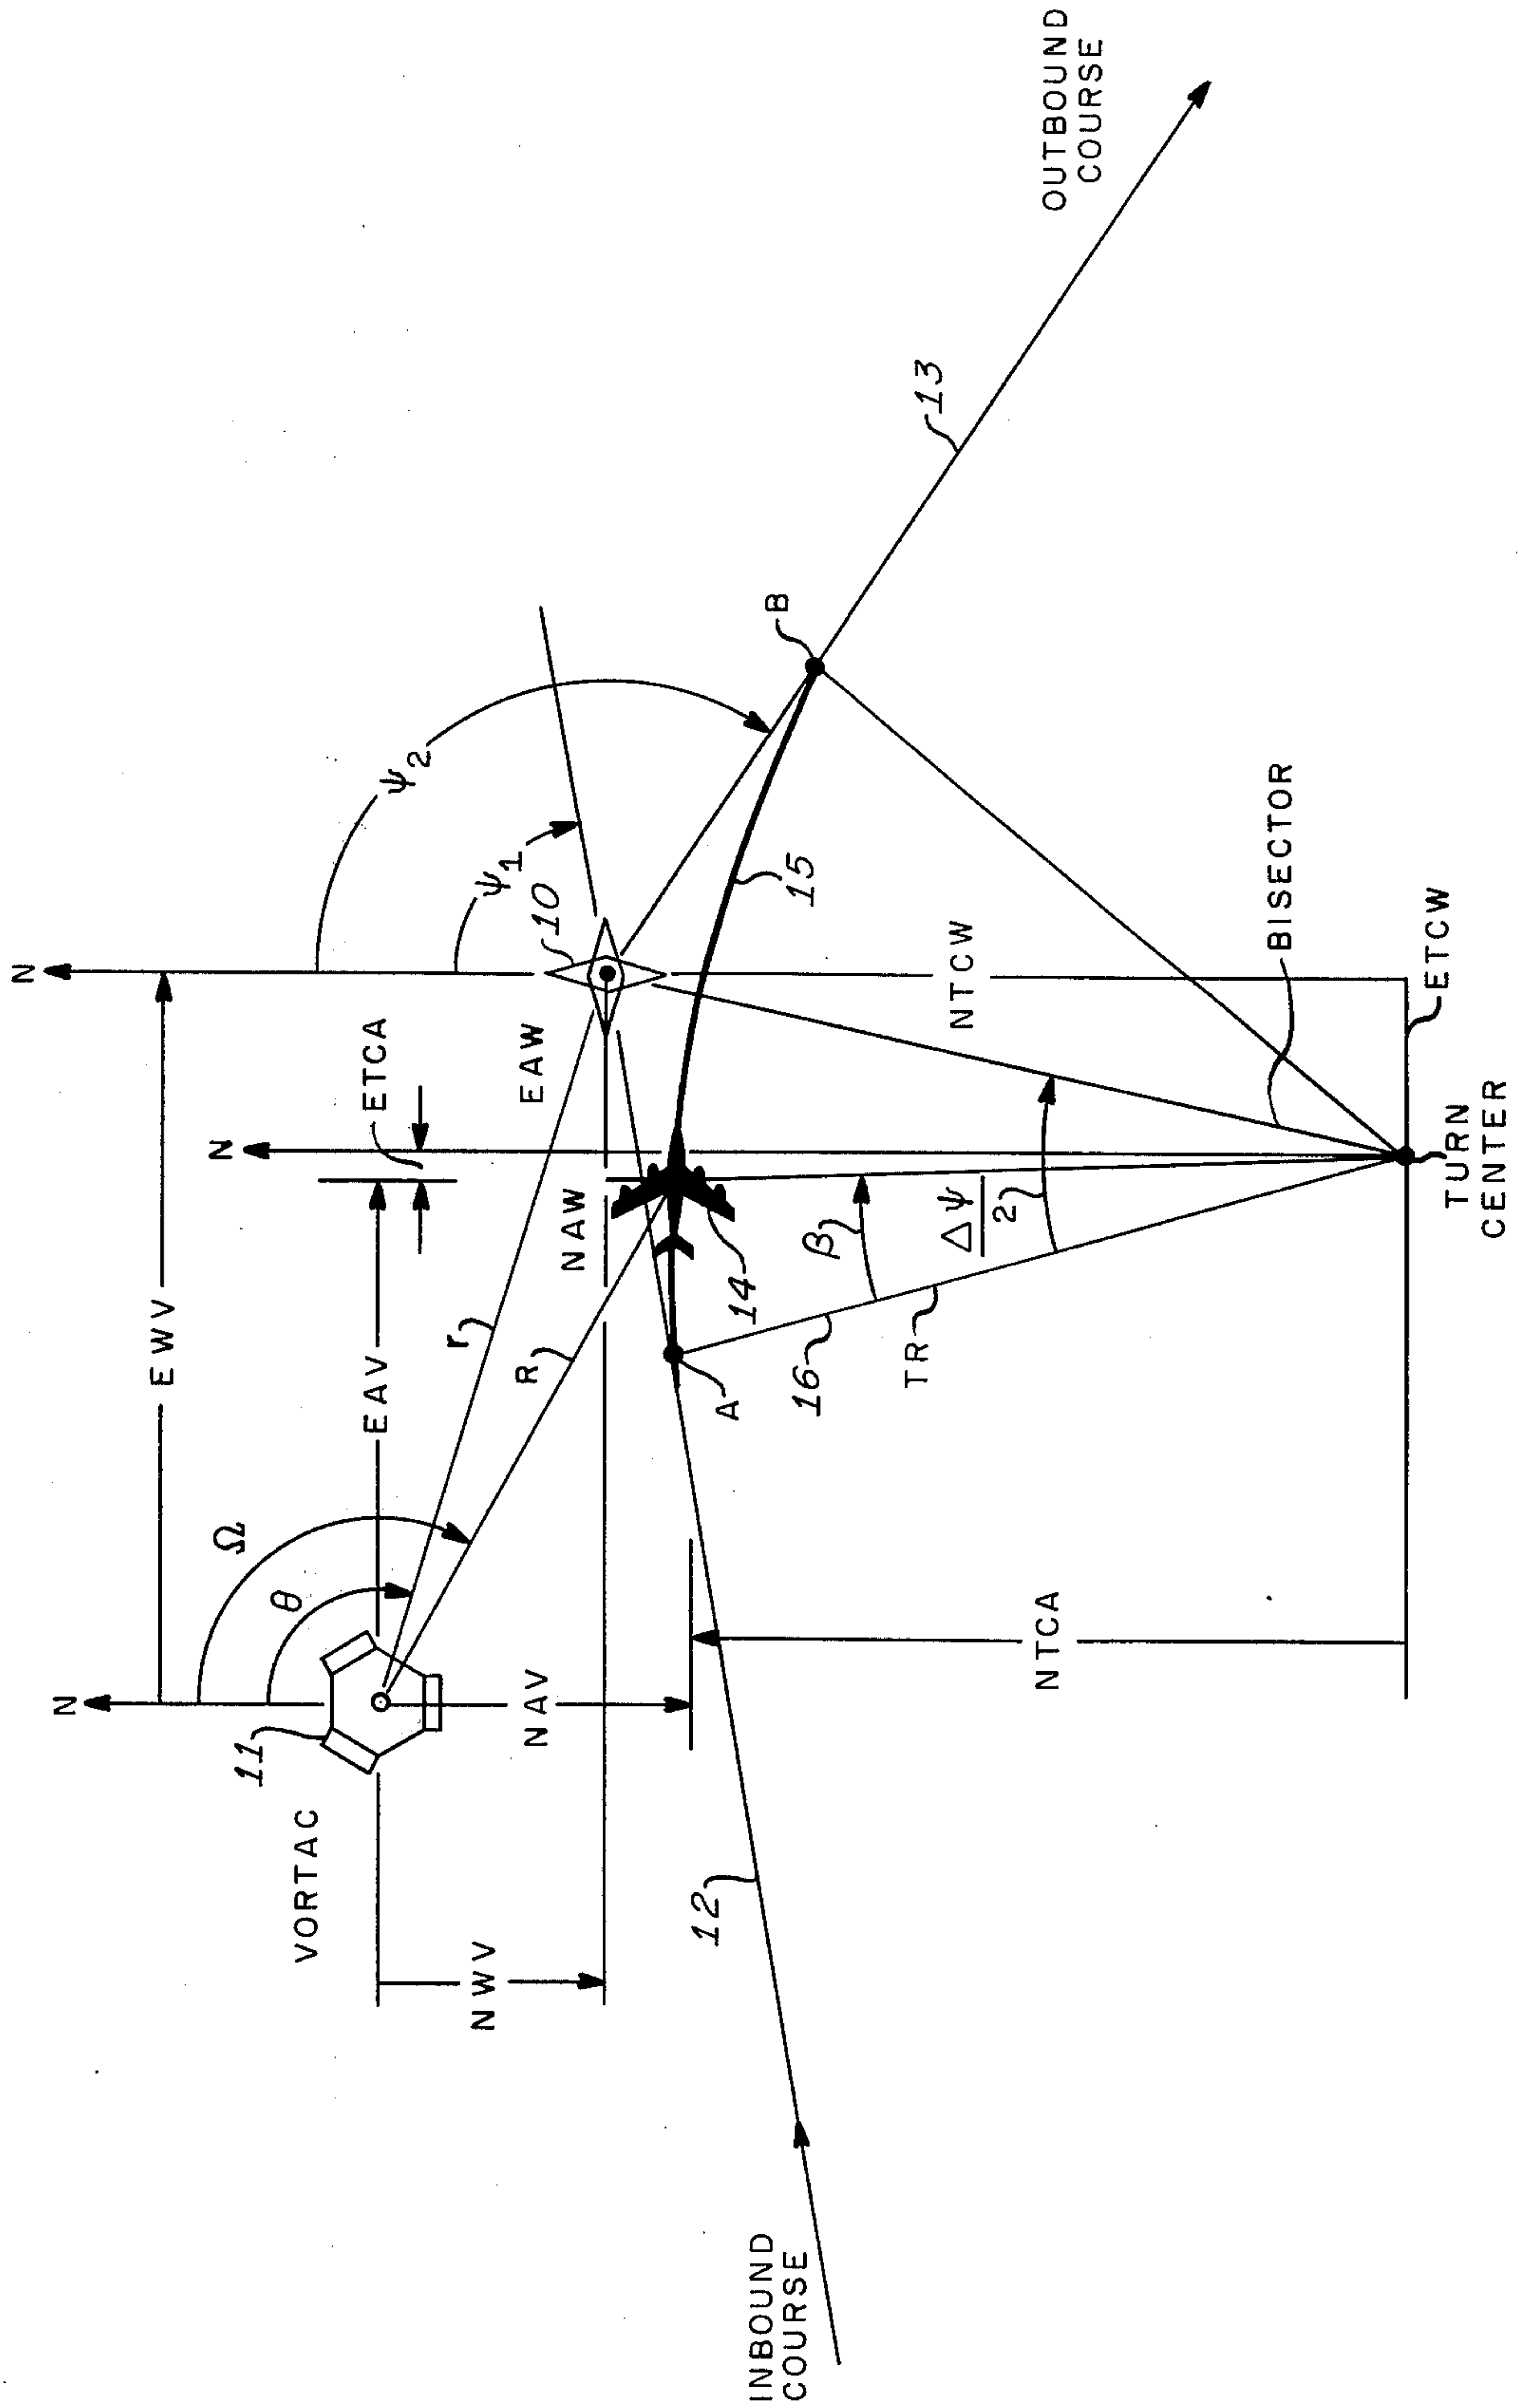 N
EWV
N
ETCA
EAV
Ω
θ
N
11
VORTAC
NWV
NAV
r
R
EAW
NAW
ψ1
ψ2
10
N
A
14
15
B
13
OUTBOUND
COURSE
12
INBOUND
COURSE
16
TR
β
Δψ
2
NTCW
NTCA
BISECTOR
ETCW
TURN
CENTER